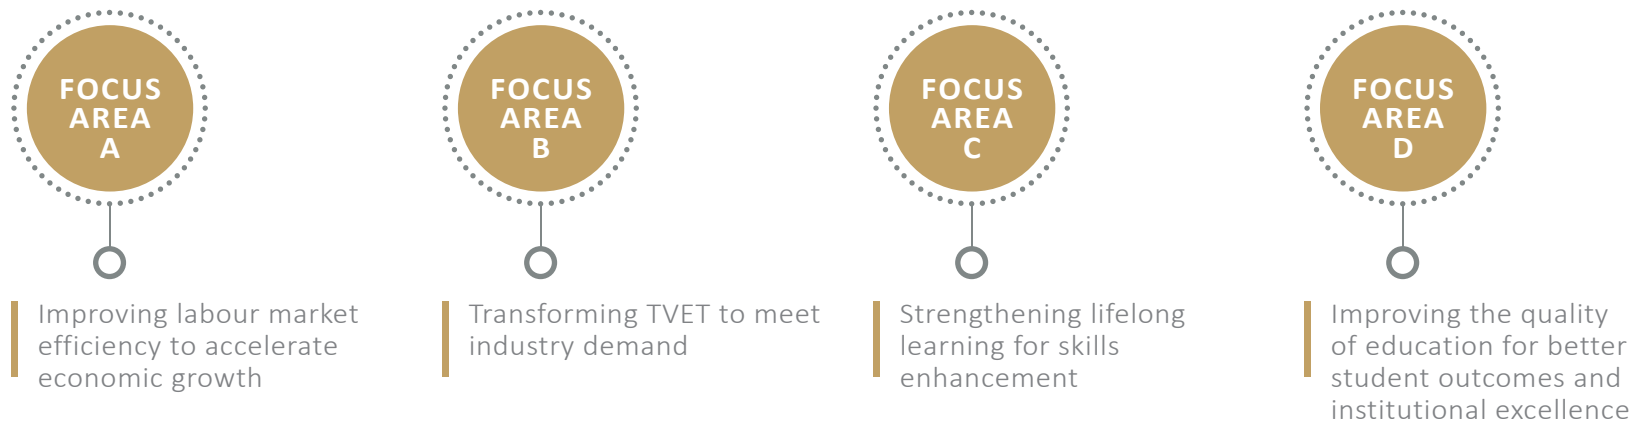 FOCUS
AREA
A
Improving labour market
efficiency to accelerate
economic growth
FOCUS
AREA
B
Transforming TVET to meet
industry demand
FOCUS
AREA
C
Strengthening lifelong
learning for skills
enhancement
FOCUS
AREA
D
Improving the quality
of education for better
student outcomes and
institutional excellence